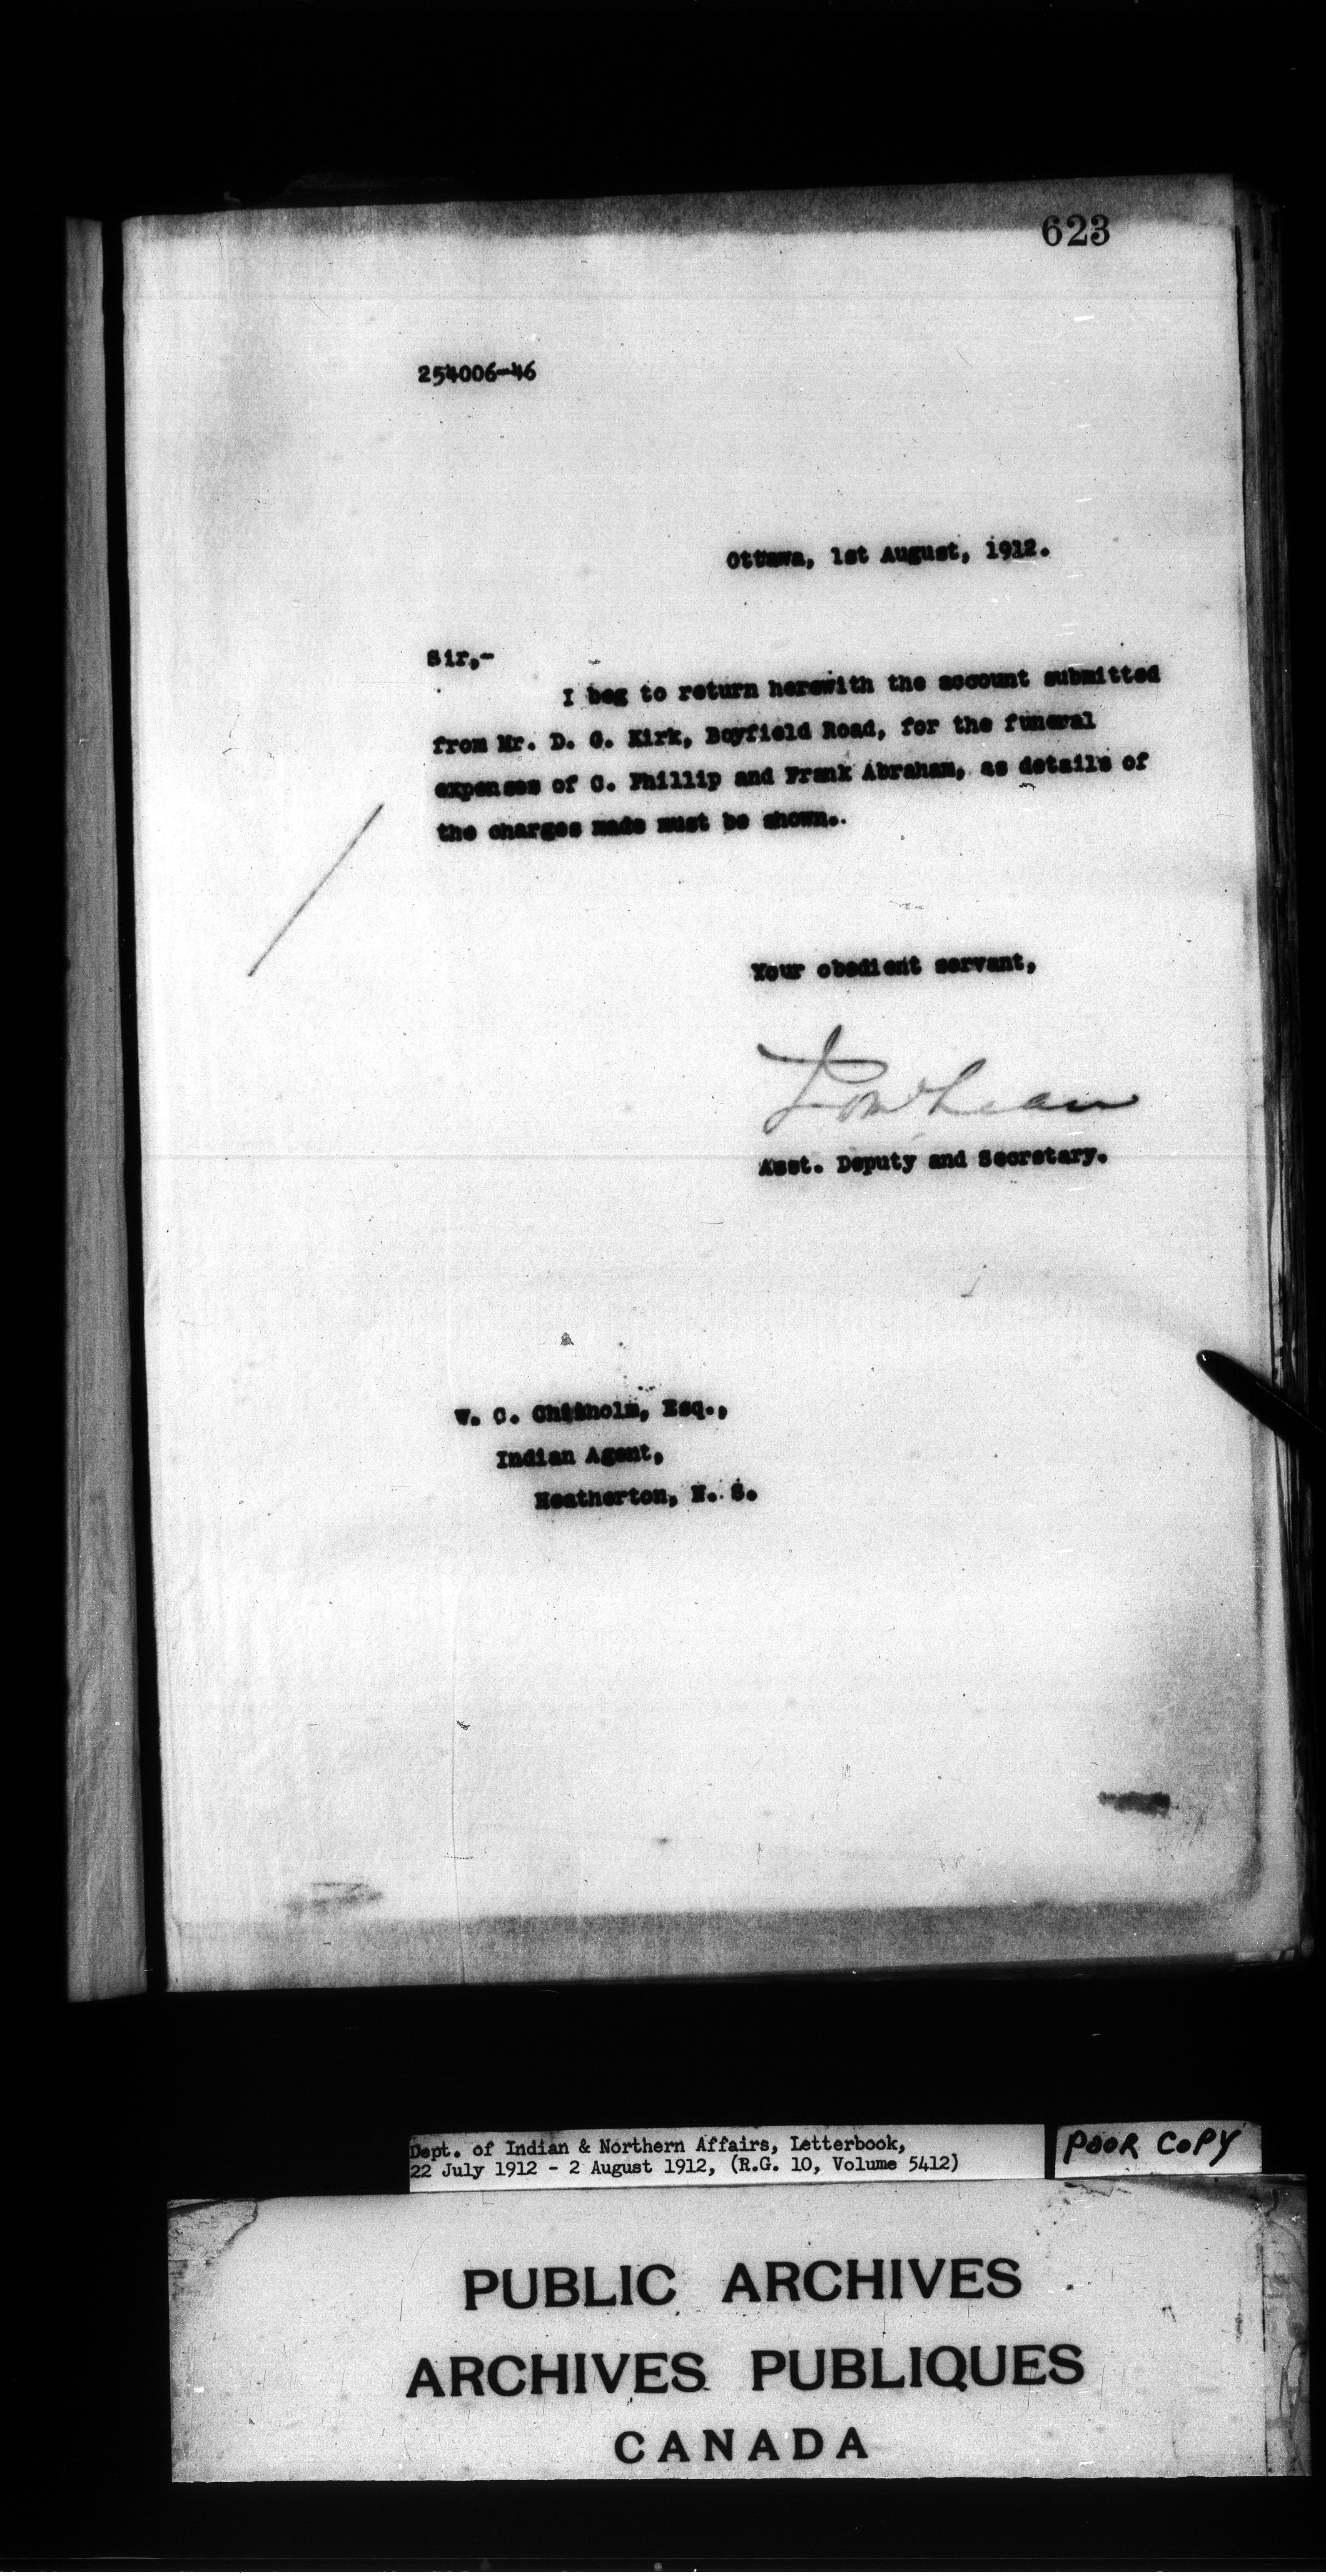 623
254006-46
Ottawa, 1st August, 1912.
Sir,-
I beg to return herewith the account submitted
from Mr. D. G. Kirk, Boyfield Road, for the funeral
expenses of C. Phillip and Frank Abraham, as details of
the charges made must be shown.
Your obedient servant,
Asst. Deputy and Secretary.
W. C. Chisholm, Esq.,
Indian Agent,
Heatherton, N. S.
Dept. of Indian & Northern Affairs, Letterbook,
22 July 1912 - 2 August 1912, (R.G. 10, Volume 5412)
POOR COPY
PUBLIC ARCHIVES
ARCHIVES PUBLIQUES
CANADA